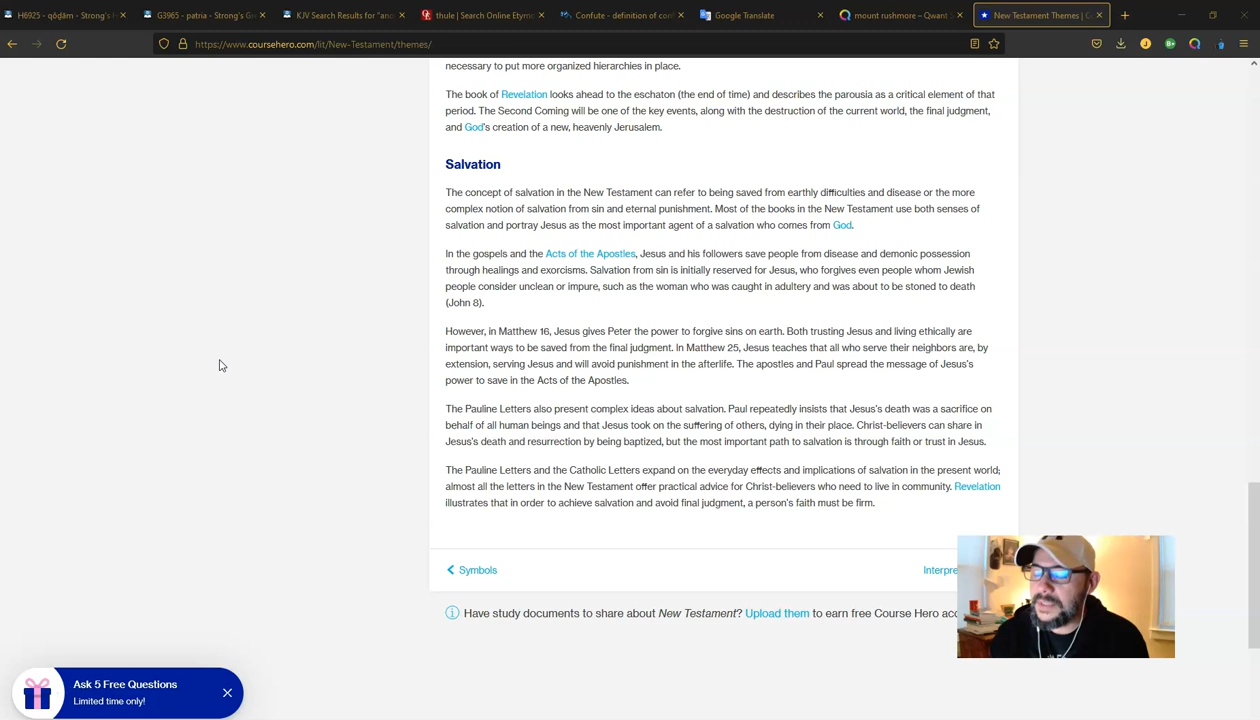 H6925 - qōḏām - Strong's H
G3965 - patria - Strong's Gr
KJV Search Results for "ano
thule | Search Online Etymo
Confute - definition of conf
Google Translate
mount rushmore – Qwant S
New Testament Themes | C
https://www.coursehero.com/lit/New-Testament/themes/
necessary to put more organized hierarchies in place.
The book of Revelation looks ahead to the eschaton (the end of time) and describes the parousia as a critical element of that
period. The Second Coming will be one of the key events, along with the destruction of the current world, the final judgment,
and God's creation of a new, heavenly Jerusalem.
Salvation
The concept of salvation in the New Testament can refer to being saved from earthly difficulties and disease or the more
complex notion of salvation from sin and eternal punishment. Most of the books in the New Testament use both senses of
salvation and portray Jesus as the most important agent of a salvation who comes from God.
In the gospels and the Acts of the Apostles, Jesus and his followers save people from disease and demonic possession
through healings and exorcisms. Salvation from sin is initially reserved for Jesus, who forgives even people whom Jewish
people consider unclean or impure, such as the woman who was caught in adultery and was about to be stoned to death
(John 8).
However, in Matthew 16, Jesus gives Peter the power to forgive sins on earth. Both trusting Jesus and living ethically are
important ways to be saved from the final judgment. In Matthew 25, Jesus teaches that all who serve their neighbors are, by
extension, serving Jesus and will avoid punishment in the afterlife. The apostles and Paul spread the message of Jesus's
power to save in the Acts of the Apostles.
The Pauline Letters also present complex ideas about salvation. Paul repeatedly insists that Jesus's death was a sacrifice on
behalf of all human beings and that Jesus took on the suffering of others, dying in their place. Christ-believers can share in
Jesus's death and resurrection by being baptized, but the most important path to salvation is through faith or trust in Jesus.
The Pauline Letters and the Catholic Letters expand on the everyday effects and implications of salvation in the present world;
almost all the letters in the New Testament offer practical advice for Christ-believers who need to live in community. Revelation
illustrates that in order to achieve salvation and avoid final judgment, a person's faith must be firm.
Symbols
Interpre
Have study documents to share about New Testament? Upload them to earn free Course Hero acc
Ask 5 Free Questions
Limited time only!